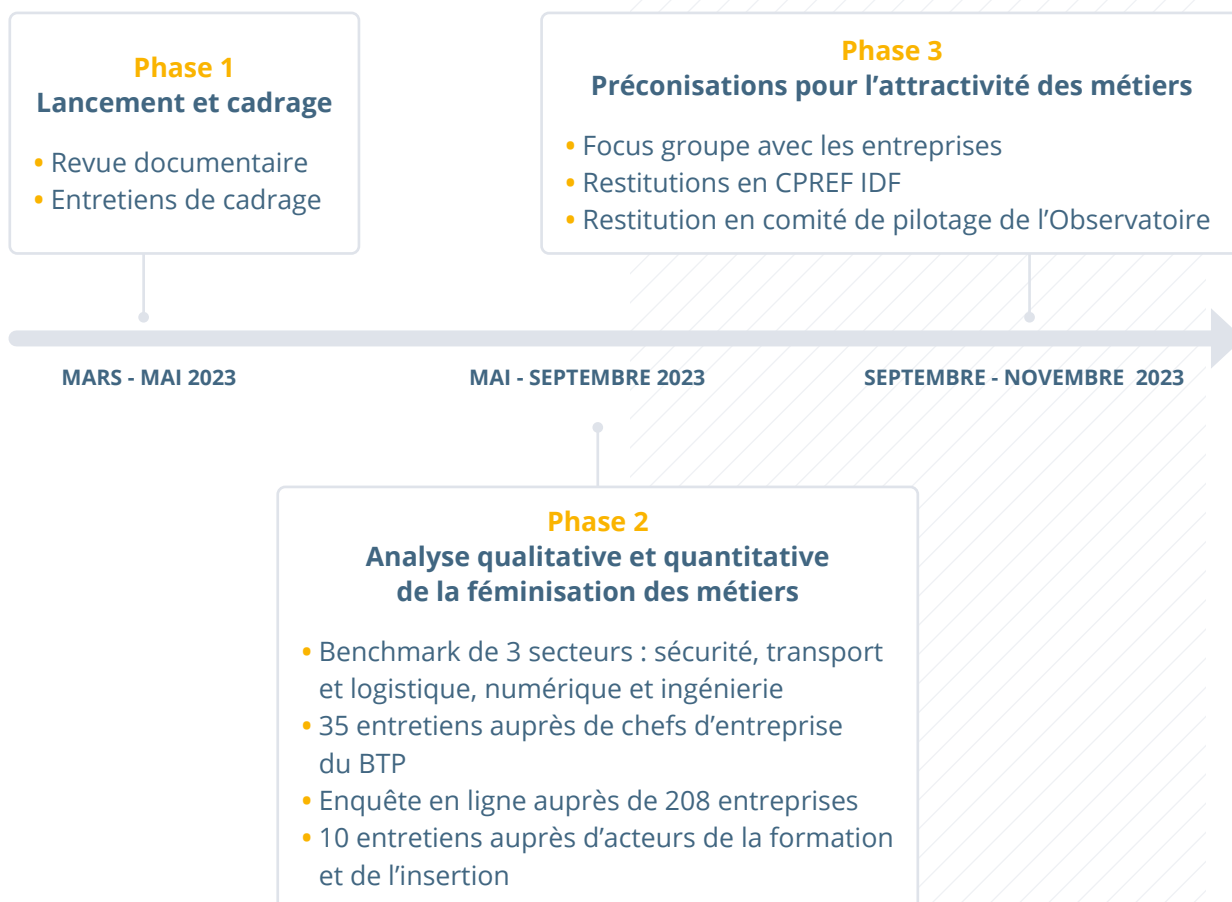 Phase 1
Lancement et cadrage
• Revue documentaire
• Entretiens de cadrage
Phase 3
Préconisations pour l’attractivité des métiers
• Focus groupe avec les entreprises
• Restitutions en CPREF IDF
• Restitution en comité de pilotage de l’Observatoire
MARS - MAI 2023
MAI - SEPTEMBRE 2023
SEPTEMBRE - NOVEMBRE 2023
Phase 2
Analyse qualitative et quantitative
de la féminisation des métiers
• Benchmark de 3 secteurs : sécurité, transport
et logistique, numérique et ingénierie
• 35 entretiens auprès de chefs d’entreprise
du BTP
• Enquête en ligne auprès de 208 entreprises
• 10 entretiens auprès d’acteurs de la formation
et de l’insertion